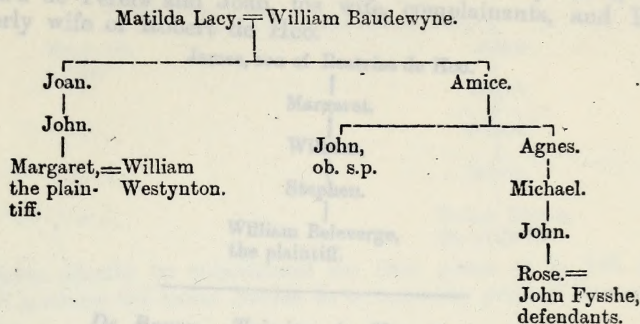 Matilda Lacy.=William Baudewyne.
Joan. Amice.
John. John, Agnes.
ob. s.p.
Margaret,=William Michael.
the plain- Westynton.
tiff.
John.
Rose.=
John Fysshe,
defendants.